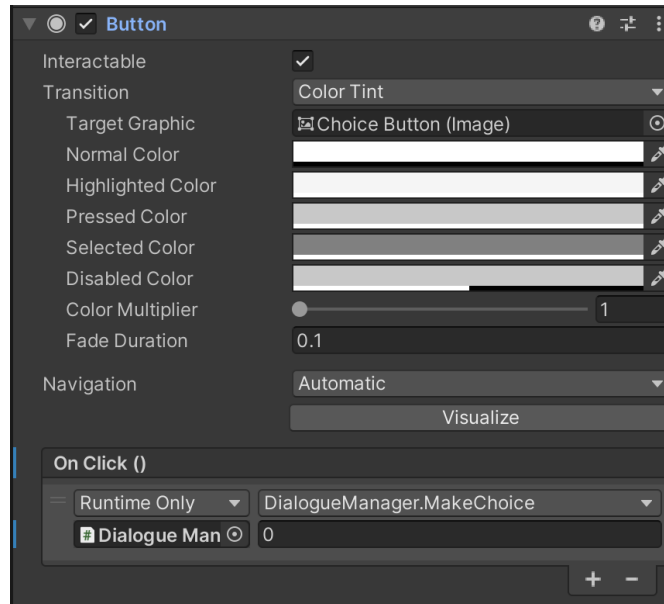 Button
Interactable
Transition Color Tint
Target Graphic Choice Button (Image)
Normal Color
Highlighted Color
Pressed Color
Selected Color
Disabled Color
Color Multiplier 1
Fade Duration 0.1
Navigation Automatic
Visualize
On Click ()
Runtime Only DialogueManager.MakeChoice
Dialogue Man 0